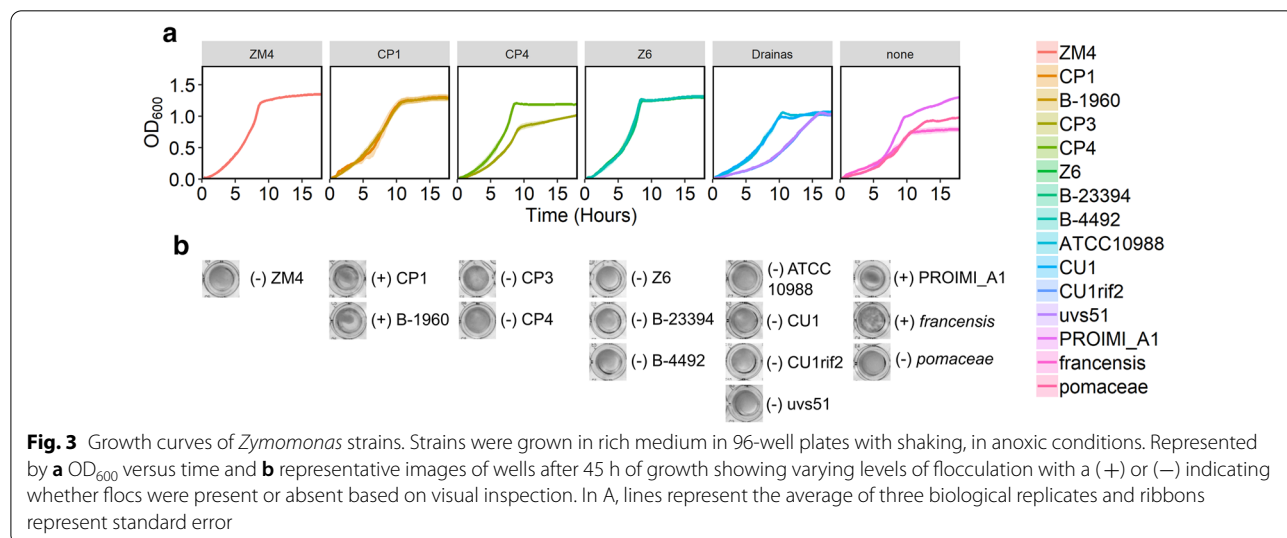 a
ZM4 CP1 CP4 Z6 Drainas none
1.5
1.0
0.5
0.0
OD600
0 5 10 15 0 5 10 15 0 5 10 15 0 5 10 15 0 5 10 15 0 5 10 15
Time (Hours)
b
(-) ZM4
(+) CP1
(+) B-1960
(-) CP3
(-) CP4
(-) Z6
(-) B-23394
(-) B-4492
(-) ATCC
10988
(-) CU1
(-) CU1rif2
(-) uvs51
(+) PROIMI_A1
(+) francensis
(-) pomaceae
ZM4
CP1
B-1960
CP3
CP4
Z6
B-23394
B-4492
ATCC10988
CU1
CU1rif2
uvs51
PROIMI_A1
francensis
pomaceae
Fig. 3 Growth curves of Zymomonas strains. Strains were grown in rich medium in 96-well plates with shaking, in anoxic conditions. Represented
by a OD600 versus time and b representative images of wells after 45 h of growth showing varying levels of flocculation with a (+) or (−) indicating
whether flocs were present or absent based on visual inspection. In A, lines represent the average of three biological replicates and ribbons
represent standard error